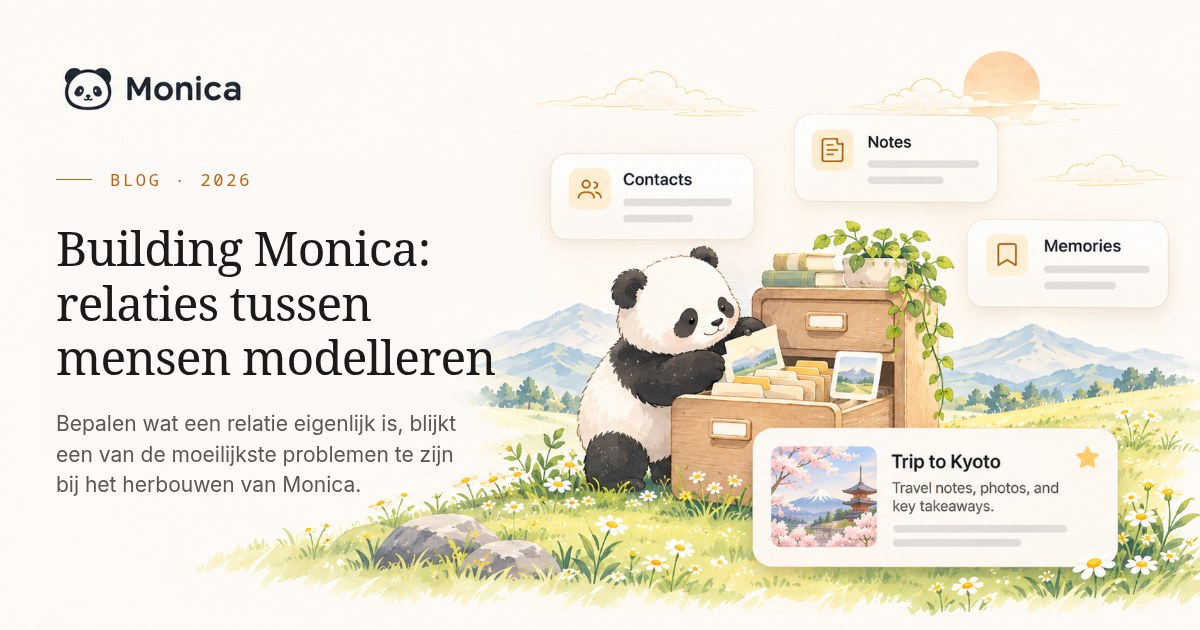 Monica
BLOG · 2026
Building Monica:
relaties tussen
mensen modelleren
Bepalen wat een relatie eigenlijk is, blijkt
een van de moeilijkste problemen te zijn
bij het herbouwen van Monica.
Contacts
Notes
Memories
Trip to Kyoto
Travel notes, photos, and
key takeaways.